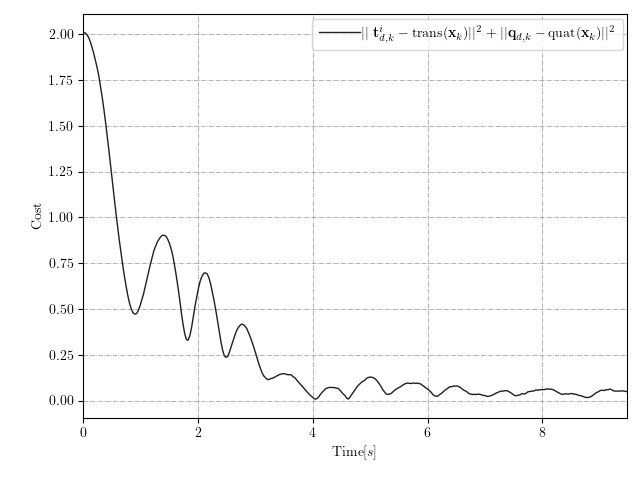 || t^i_{d,k} − trans(x_k)||^2 + ||q_{d,k} − quat(x_k)||^2
2.00
1.75
1.50
1.25
1.00
0.75
0.50
0.25
0.00
Cost
0 2 4 6 8
Time[s]